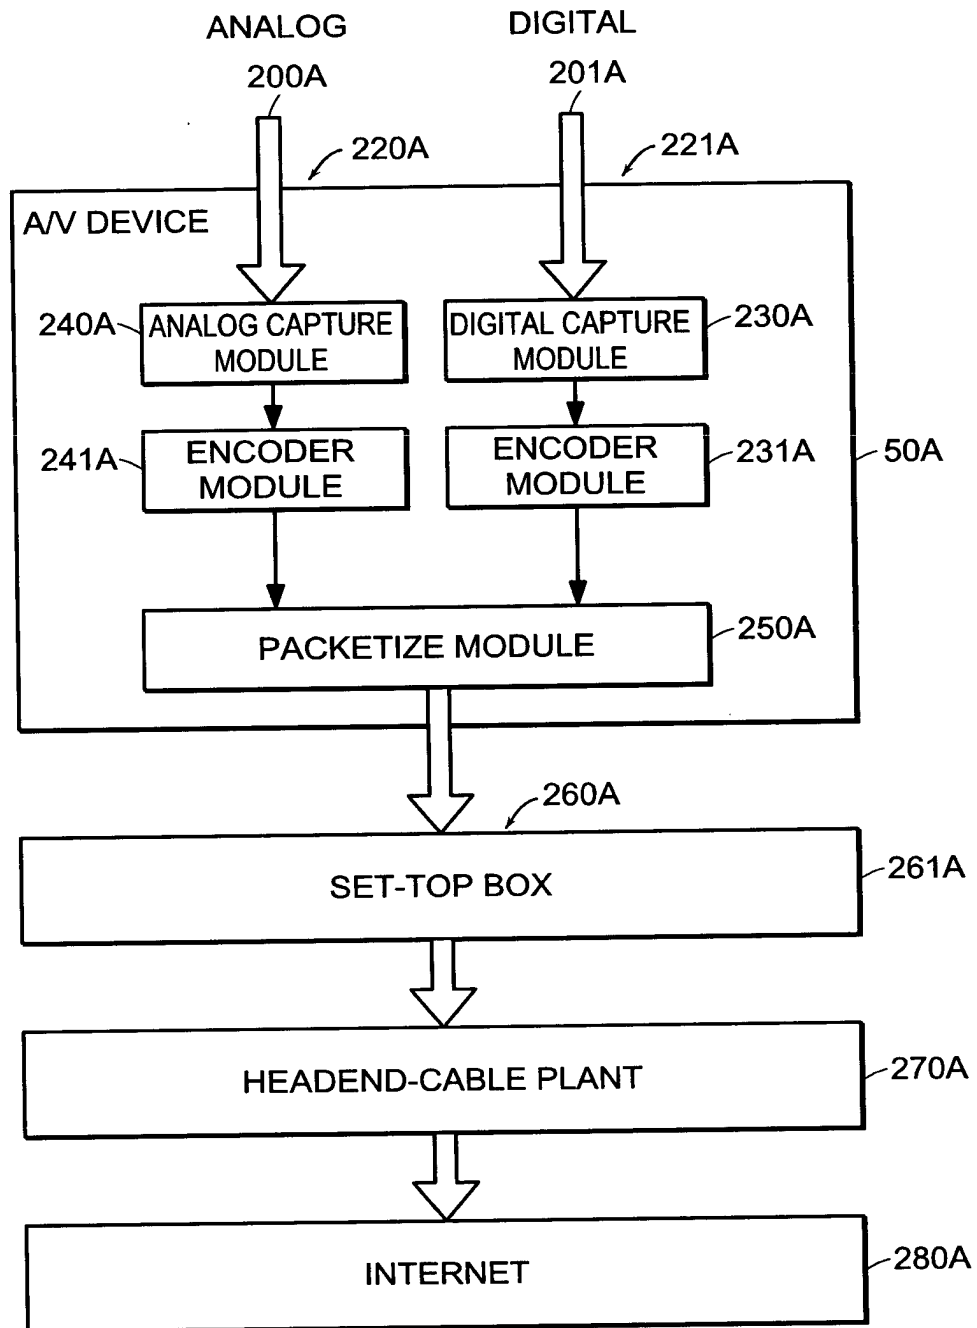 ANALOG
DIGITAL
200A
201A
220A
221A
A/V DEVICE
240A
ANALOG CAPTURE
MODULE
DIGITAL CAPTURE
MODULE
230A
241A
ENCODER
MODULE
ENCODER
MODULE
231A
50A
PACKETIZE MODULE
250A
260A
SET-TOP BOX
261A
HEADEND-CABLE PLANT
270A
INTERNET
280A